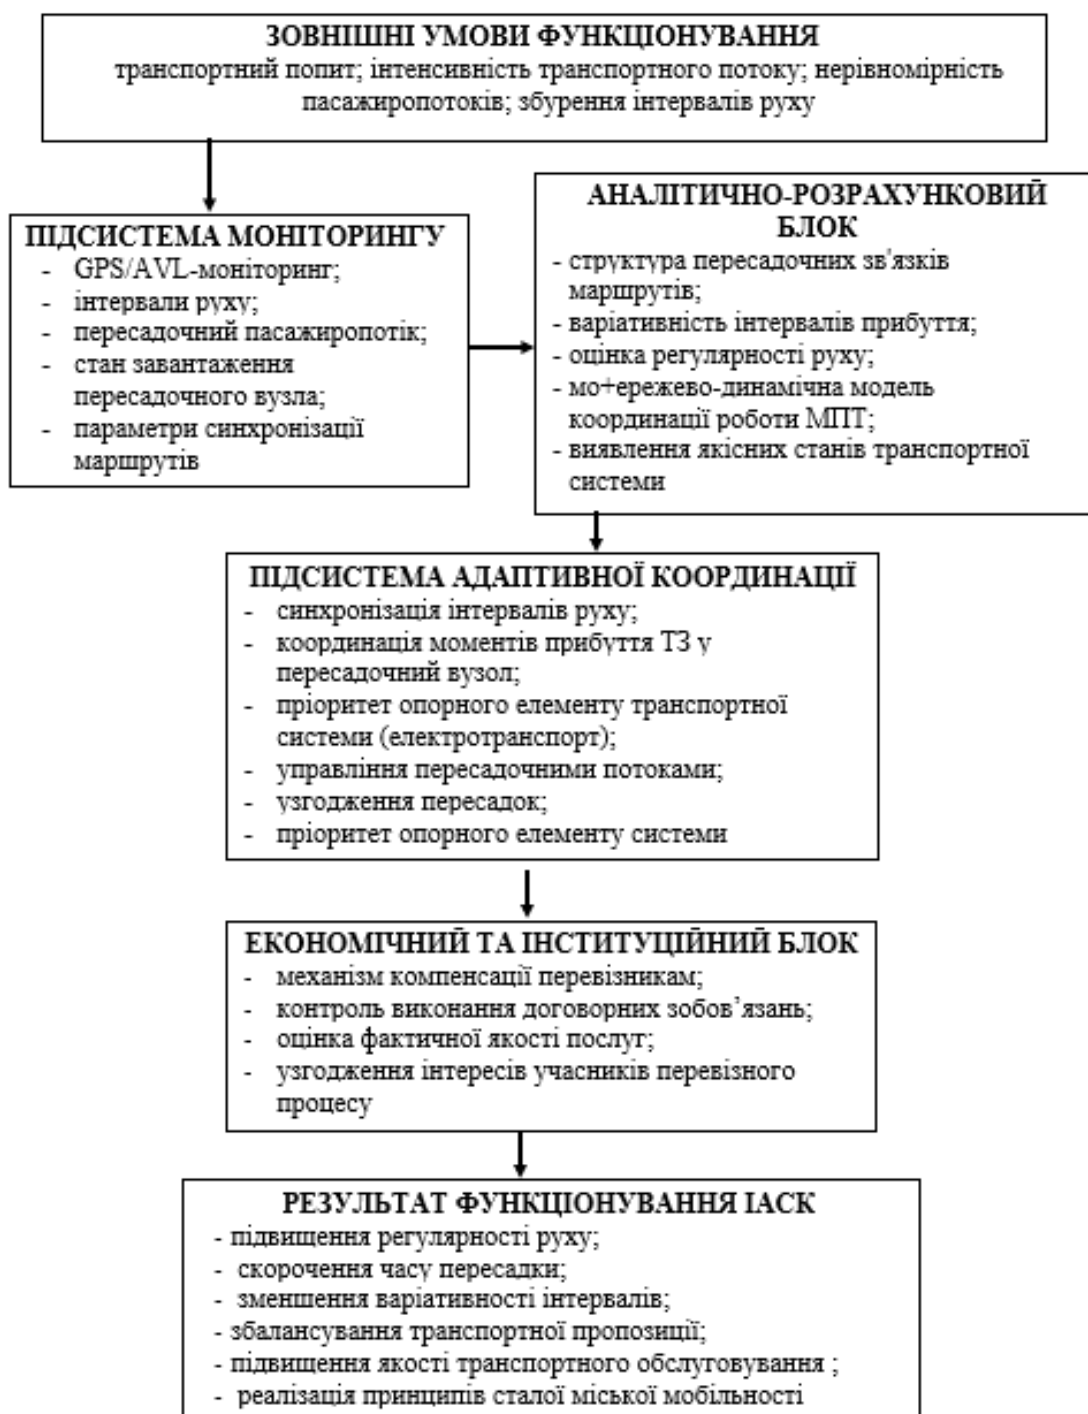 ЗОВНІШНІ УМОВИ ФУНКЦІОНУВАННЯ
транспортний попит; інтенсивність транспортного потоку; нерівномірність
пасажиропотоків; збурення інтервалів руху
ПІДСИСТЕМА МОНІТОРИНГУ
- GPS/AVL-моніторинг;
- інтервали руху;
- пересадочний пасажиропотік;
- стан завантаження
пересадочного вузла;
- параметри синхронізації
маршрутів
АНАЛІТИЧНО-РОЗРАХУНКОВИЙ
БЛОК
- структура пересадочних зв'язків
маршрутів;
- варіативність інтервалів прибуття;
- оцінка регулярності руху;
- мо+ережево-динамічна модель
координації роботи МПТ;
- виявлення якісних станів транспортної
системи
ПІДСИСТЕМА АДАПТИВНОЇ КООРДИНАЦІЇ
- синхронізація інтервалів руху;
- координація моментів прибуття ТЗ у
пересадочний вузол;
- пріоритет опорного елементу транспортної
системи (електротранспорт);
- управління пересадочними потоками;
- узгодження пересадок;
- пріоритет опорного елементу системи
ЕКОНОМІЧНИЙ ТА ІНСТИТУЦІЙНИЙ БЛОК
- механізм компенсації перевізникам;
- контроль виконання договорних зобов’язань;
- оцінка фактичної якості послуг;
- узгодження інтересів учасників перевізного
процесу
РЕЗУЛЬТАТ ФУНКЦІОНУВАННЯ ІАСК
- підвищення регулярності руху;
- скорочення часу пересадки;
- зменшення варіативності інтервалів;
- збалансування транспортної пропозиції;
- підвищення якості транспортного обслуговування ;
- реалізація принципів сталої міської мобільності